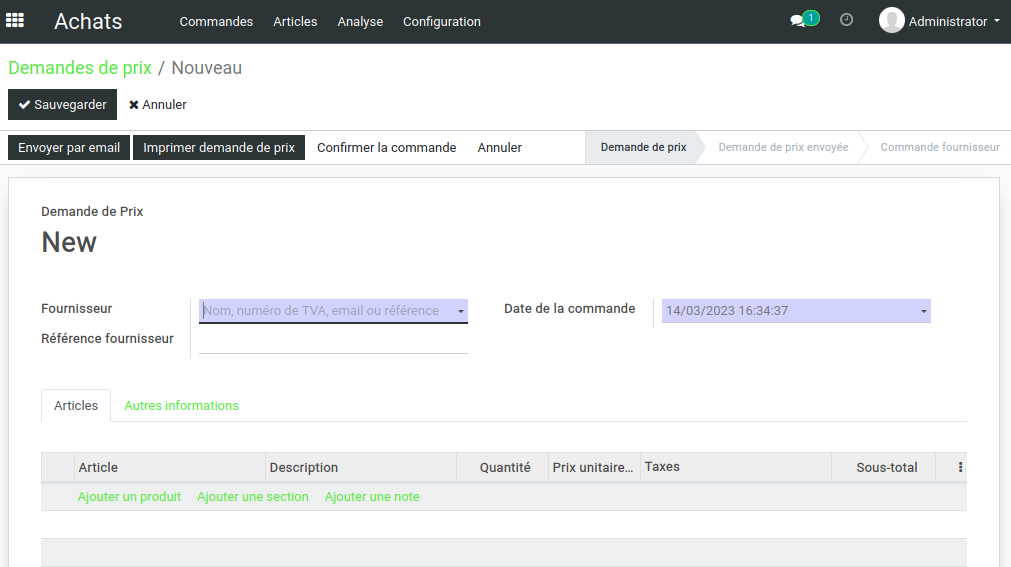 Achats Commandes Articles Analyse Configuration 1 Administrator
Demandes de prix / Nouveau
Sauvegarder Annuler
Envoyer par email Imprimer demande de prix Confirmer la commande Annuler Demande de prix Demande de prix envoyée Commande fournisseur
Demande de Prix
New
Fournisseur Nom, numéro de TVA, email ou référence Date de la commande 14/03/2023 16:34:37
Référence fournisseur
Articles Autres informations
Article Description Quantité Prix unitaire... Taxes Sous-total
Ajouter un produit Ajouter une section Ajouter une note